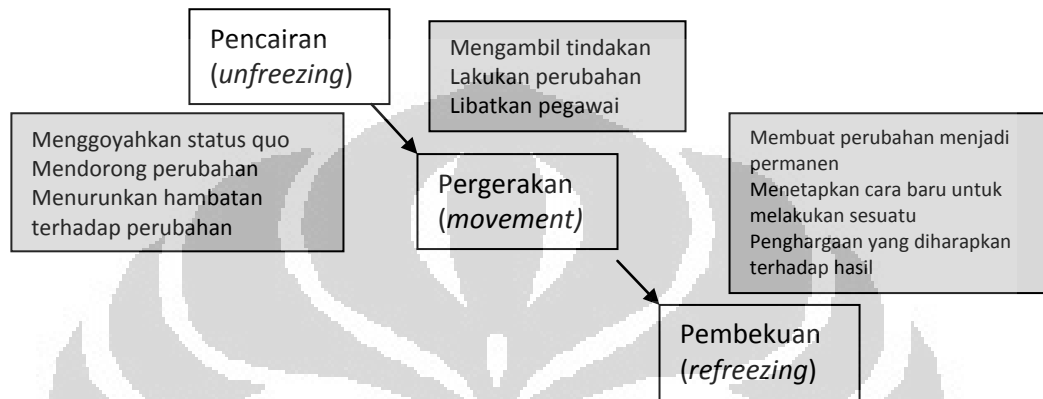 Pencairan
(unfreezing)
Mengambil tindakan
Lakukan perubahan
Libatkan pegawai
Menggoyahkan status quo
Mendorong perubahan
Menurunkan hambatan
terhadap perubahan
Pergerakan
(movement)
Membuat perubahan menjadi
permanen
Menetapkan cara baru untuk
melakukan sesuatu
Penghargaan yang diharapkan
terhadap hasil
Pembekuan
(refreezing)